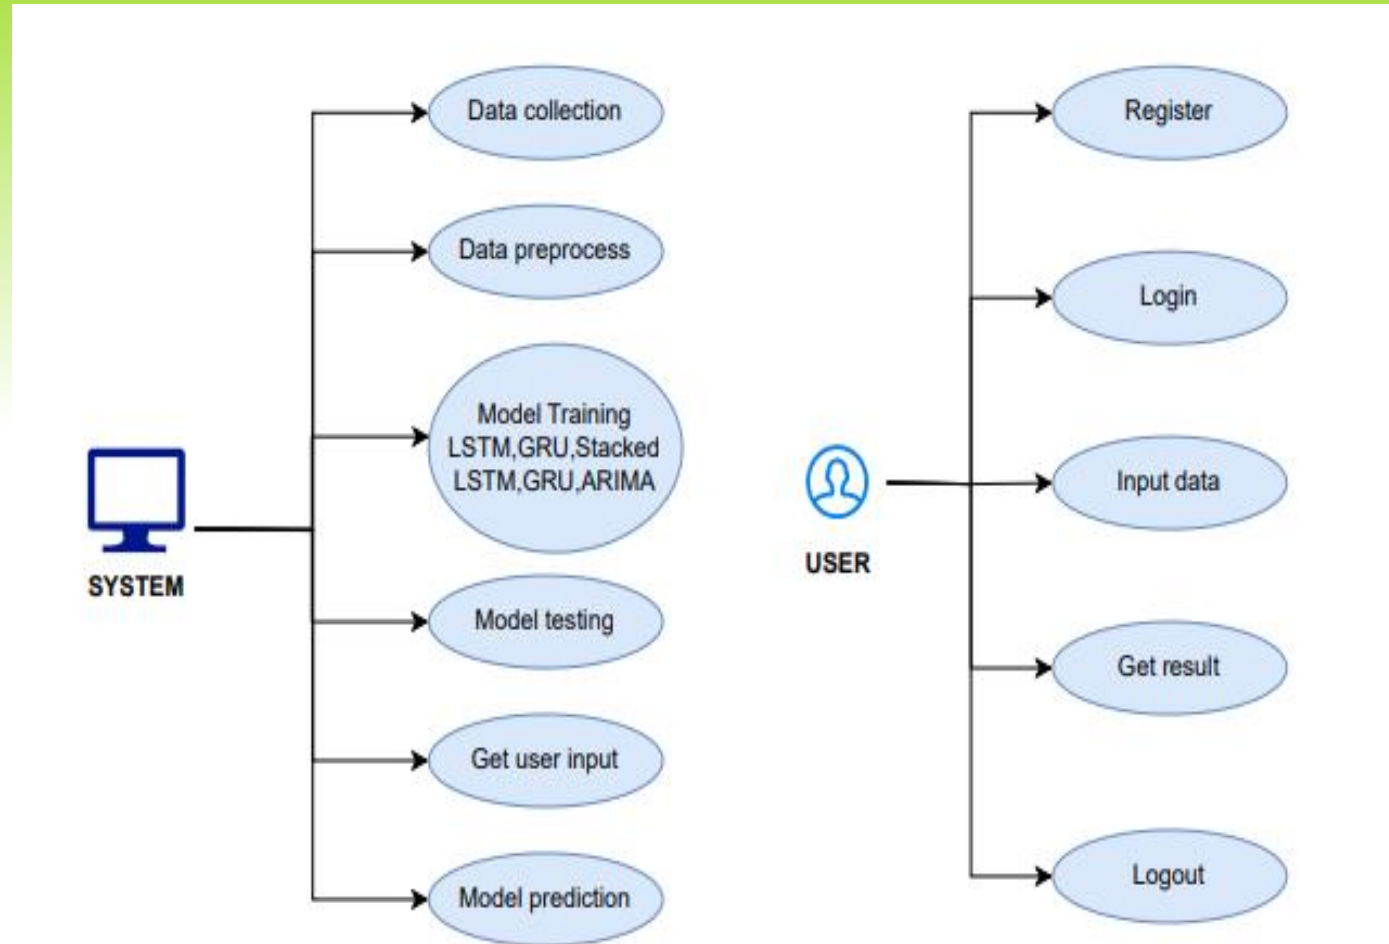 Data collection
Data preprocess
Model Training
LSTM,GRU,Stacked
LSTM,GRU,ARIMA
SYSTEM
Model testing
Get user input
Model prediction
Register
Login
Input data
USER
Get result
Logout